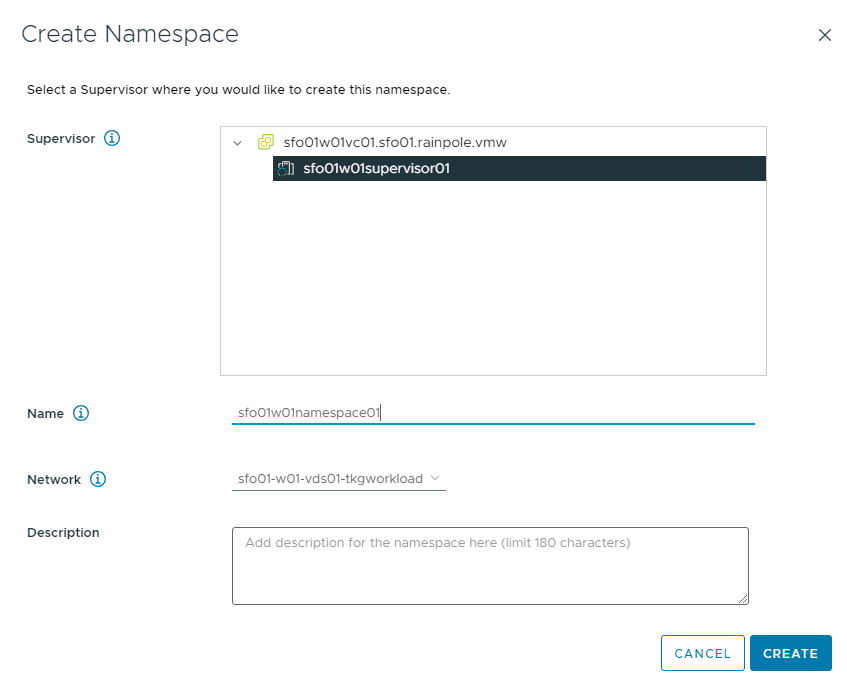 Create Namespace
Select a Supervisor where you would like to create this namespace.
Supervisor
sfo01w01vc01.sfo01.rainpole.vmw
sfo01w01supervisor01
Name
sfo01w01namespace01
Network
sfo01-w01-vds01-tkgworkload
Description
Add description for the namespace here (limit 180 characters)
CANCEL
CREATE